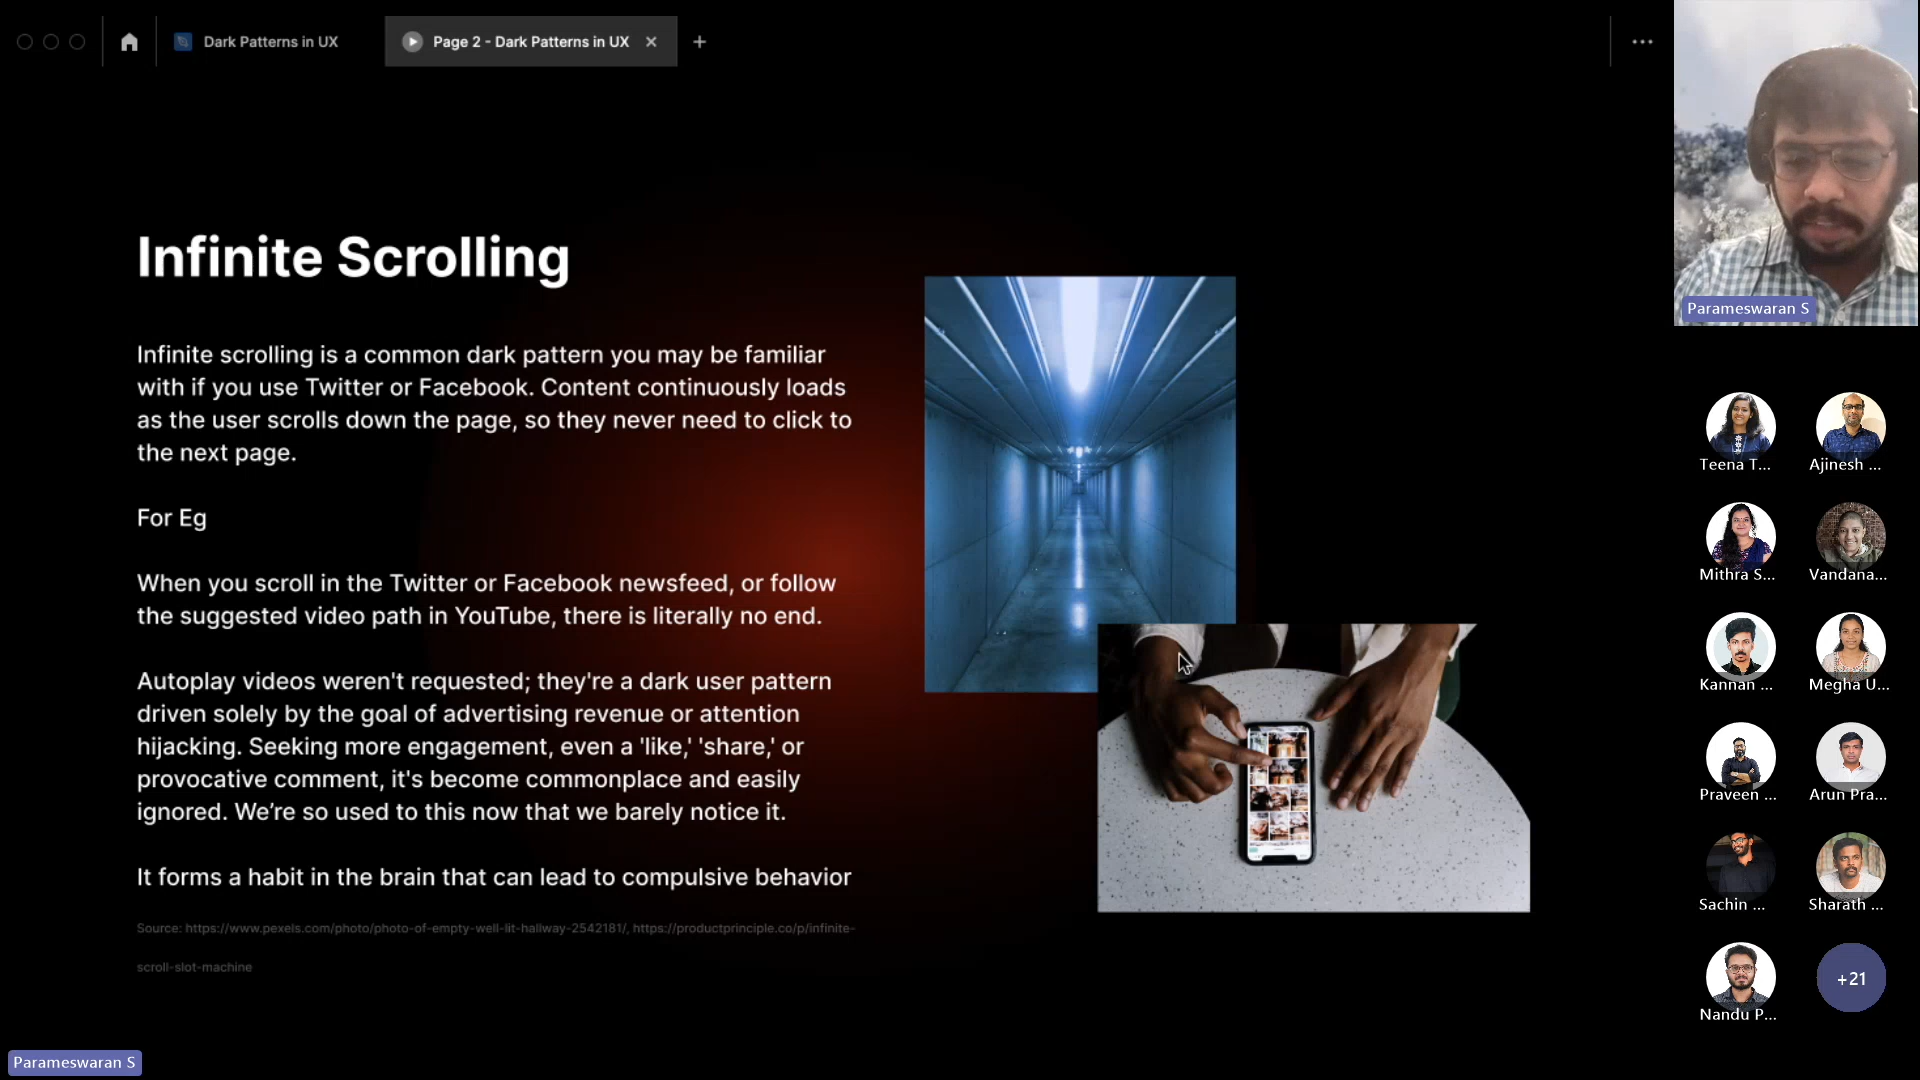 Dark Patterns in UX
Page 2 - Dark Patterns in UX
Infinite Scrolling
Infinite scrolling is a common dark pattern you may be familiar
with if you use Twitter or Facebook. Content continuously loads
as the user scrolls down the page, so they never need to click to
the next page.
For Eg
When you scroll in the Twitter or Facebook newsfeed, or follow
the suggested video path in YouTube, there is literally no end.
Autoplay videos weren't requested; they're a dark user pattern
driven solely by the goal of advertising revenue or attention
hijacking. Seeking more engagement, even a 'like,' 'share,' or
provocative comment, it's become commonplace and easily
ignored. We’re so used to this now that we barely notice it.
It forms a habit in the brain that can lead to compulsive behavior
Source: https://www.pexels.com/photo/photo-of-empty-well-lit-hallway-2542181/, https://productprinciple.co/p/infinite-
scroll-slot-machine
Parameswaran S
Teena T...
Ajinesh ...
Mithra S...
Vandana...
Kannan ...
Megha U...
Praveen ...
Arun Pra...
Sachin ...
Sharath ...
Nandu P...
+21
Parameswaran S